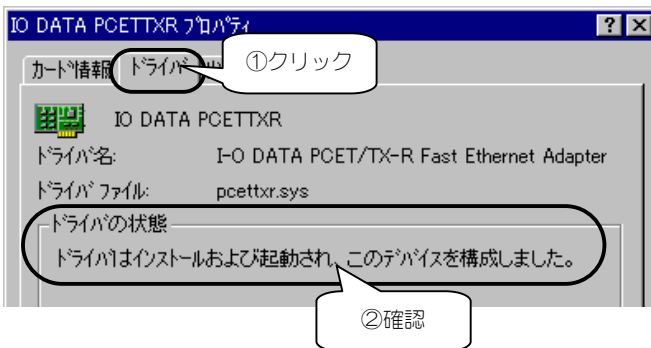 IO DATA PCETTXR プロパティ
カード情報 ドライバ
①クリック
IO DATA PCETTXR
ドライバ名: I-O DATA PCET/TX-R Fast Ethernet Adapter
ドライバ ファイル: pcettxr.sys
ドライバの状態
ドライバはインストールおよび起動され、このデバイスを構成しました。
②確認